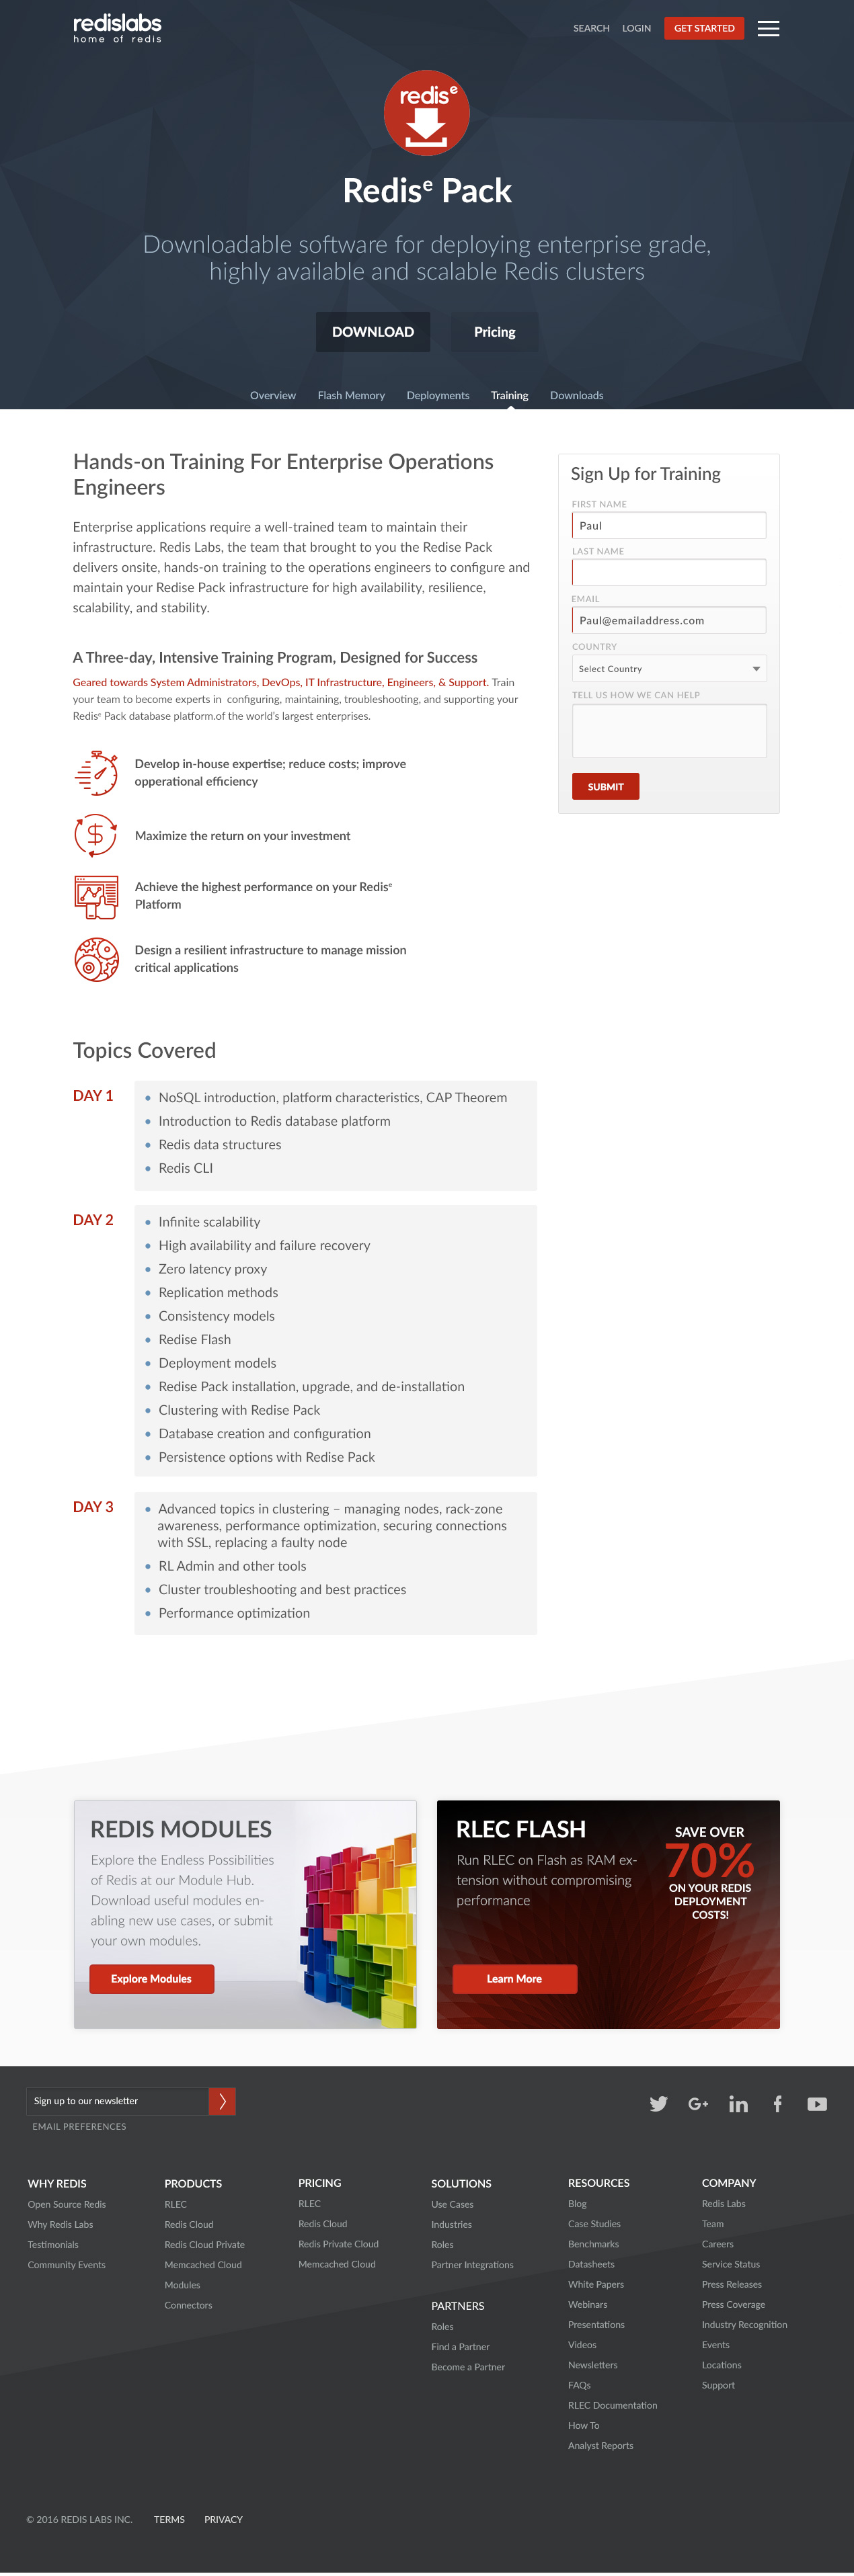 redislabs
home of redis
SEARCH LOGIN GET STARTED
redise
Redise Pack
Downloadable software for deploying enterprise grade,
highly available and scalable Redis clusters
DOWNLOAD Pricing
Overview Flash Memory Deployments Training Downloads
Hands-on Training For Enterprise Operations
Engineers
Enterprise applications require a well-trained team to maintain their
infrastructure. Redis Labs, the team that brought to you the Redise Pack
delivers onsite, hands-on training to the operations engineers to configure and
maintain your Redise Pack infrastructure for high availability, resilience,
scalability, and stability.
A Three-day, Intensive Training Program, Designed for Success
Geared towards System Administrators, DevOps, IT Infrastructure, Engineers, & Support. Train
your team to become experts in configuring, maintaining, troubleshooting, and supporting your
Redise Pack database platform.of the world's largest enterprises.
Develop in-house expertise; reduce costs; improve
opperational efficiency
Maximize the return on your investment
Achieve the highest performance on your Redise
Platform
Design a resilient infrastructure to manage mission
critical applications
Sign Up for Training
FIRST NAME
Paul
LAST NAME
EMAIL
Paul@emailaddress.com
COUNTRY
Select Country
TELL US HOW WE CAN HELP
SUBMIT
Topics Covered
DAY 1
• NoSQL introduction, platform characteristics, CAP Theorem
• Introduction to Redis database platform
• Redis data structures
• Redis CLI
DAY 2
• Infinite scalability
• High availability and failure recovery
• Zero latency proxy
• Replication methods
• Consistency models
• Redise Flash
• Deployment models
• Redise Pack installation, upgrade, and de-installation
• Clustering with Redise Pack
• Database creation and configuration
• Persistence options with Redise Pack
DAY 3
• Advanced topics in clustering – managing nodes, rack-zone
awareness, performance optimization, securing connections
with SSL, replacing a faulty node
• RL Admin and other tools
• Cluster troubleshooting and best practices
• Performance optimization
REDIS MODULES
Explore the Endless Possibilities
of Redis at our Module Hub.
Download useful modules en-
abling new use cases, or submit
your own modules.
Explore Modules
RLEC FLASH
Run RLEC on Flash as RAM ex-
tension without compromising
performance
Learn More
SAVE OVER
70%
ON YOUR REDIS
DEPLOYMENT
COSTS!
Sign up to our newsletter
EMAIL PREFERENCES
G+ in f
WHY REDIS
Open Source Redis
Why Redis Labs
Testimonials
Community Events
PRODUCTS
RLEC
Redis Cloud
Redis Cloud Private
Memcached Cloud
Modules
Connectors
PRICING
RLEC
Redis Cloud
Redis Private Cloud
Memcached Cloud
SOLUTIONS
Use Cases
Industries
Roles
Partner Integrations
PARTNERS
Roles
Find a Partner
Become a Partner
RESOURCES
Blog
Case Studies
Benchmarks
Datasheets
White Papers
Webinars
Presentations
Videos
Newsletters
FAQs
RLEC Documentation
How To
Analyst Reports
COMPANY
Redis Labs
Team
Careers
Service Status
Press Releases
Press Coverage
Industry Recognition
Events
Locations
Support
© 2016 REDIS LABS INC. TERMS PRIVACY